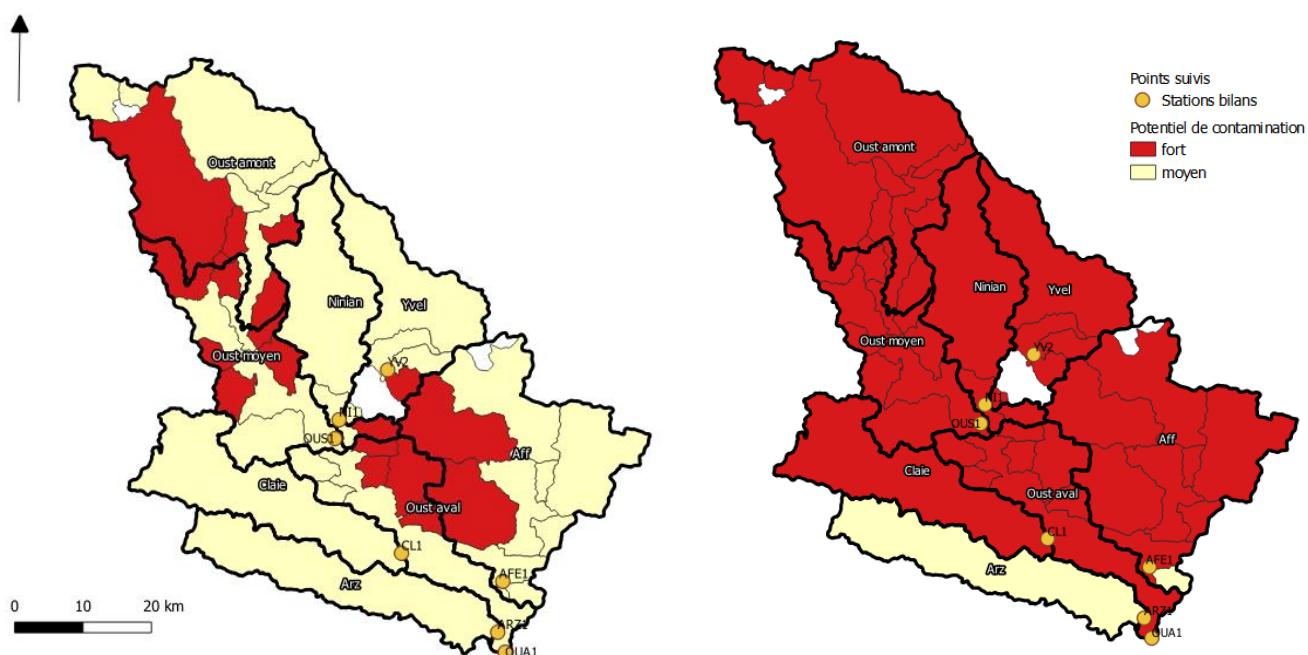 Oust amont
Ninian
Yvel
Oust moyen
YV2
NI1
OUS1
Aff
Claie
Oust aval
CL1
Arz
AFE1
ARZ1
OUA1
0 10 20 km
Points suivis
Stations bilans
Potentiel de contamination
fort
moyen
Oust amont
Ninian
Yvel
Oust moyen
YV2
NI1
OUS1
Aff
Claie
Oust aval
CL1
Arz
AFE1
ARZ1
OUA1